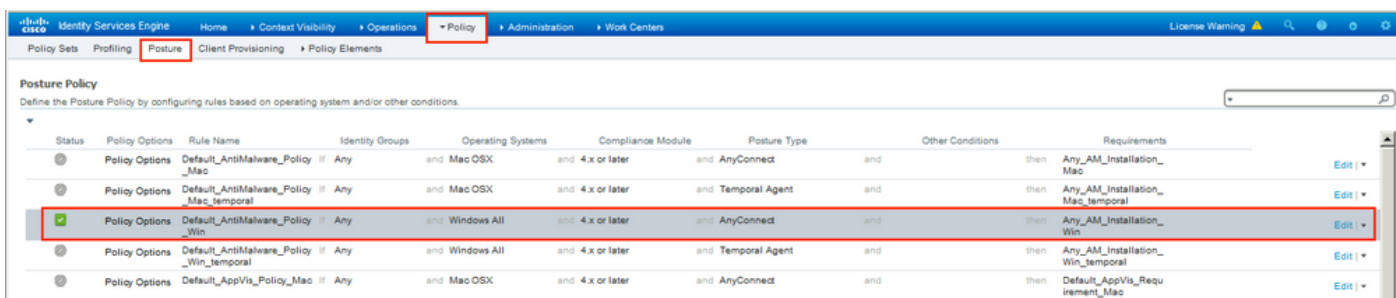 cisco Identity Services Engine Home Context Visibility Operations Policy Administration Work Centers License Warning
Policy Sets Profiling Posture Client Provisioning Policy Elements
Posture Policy
Define the Posture Policy by configuring rules based on operating system and/or other conditions.
Status Policy Options Rule Name Identity Groups Operating Systems Compliance Module Posture Type Other Conditions Requirements
Policy Options Default_AntiMalware_Policy If Any and Mac OSX and 4.x or later and AnyConnect and then Any_AM_Installation_ Edit
_Mac Mac
Policy Options Default_AntiMalware_Policy If Any and Mac OSX and 4.x or later and Temporal Agent and then Any_AM_Installation_ Edit
_Mac_temporal Mac_temporal
Policy Options Default_AntiMalware_Policy If Any and Windows All and 4.x or later and AnyConnect and then Any_AM_Installation_ Edit
_Win Win
Policy Options Default_AntiMalware_Policy If Any and Windows All and 4.x or later and Temporal Agent and then Any_AM_Installation_ Edit
_Win_temporal Win_temporal
Policy Options Default_AppVis_Policy_Mac If Any and Mac OSX and 4.x or later and AnyConnect and then Default_AppVis_Requ Edit
irement_Mac